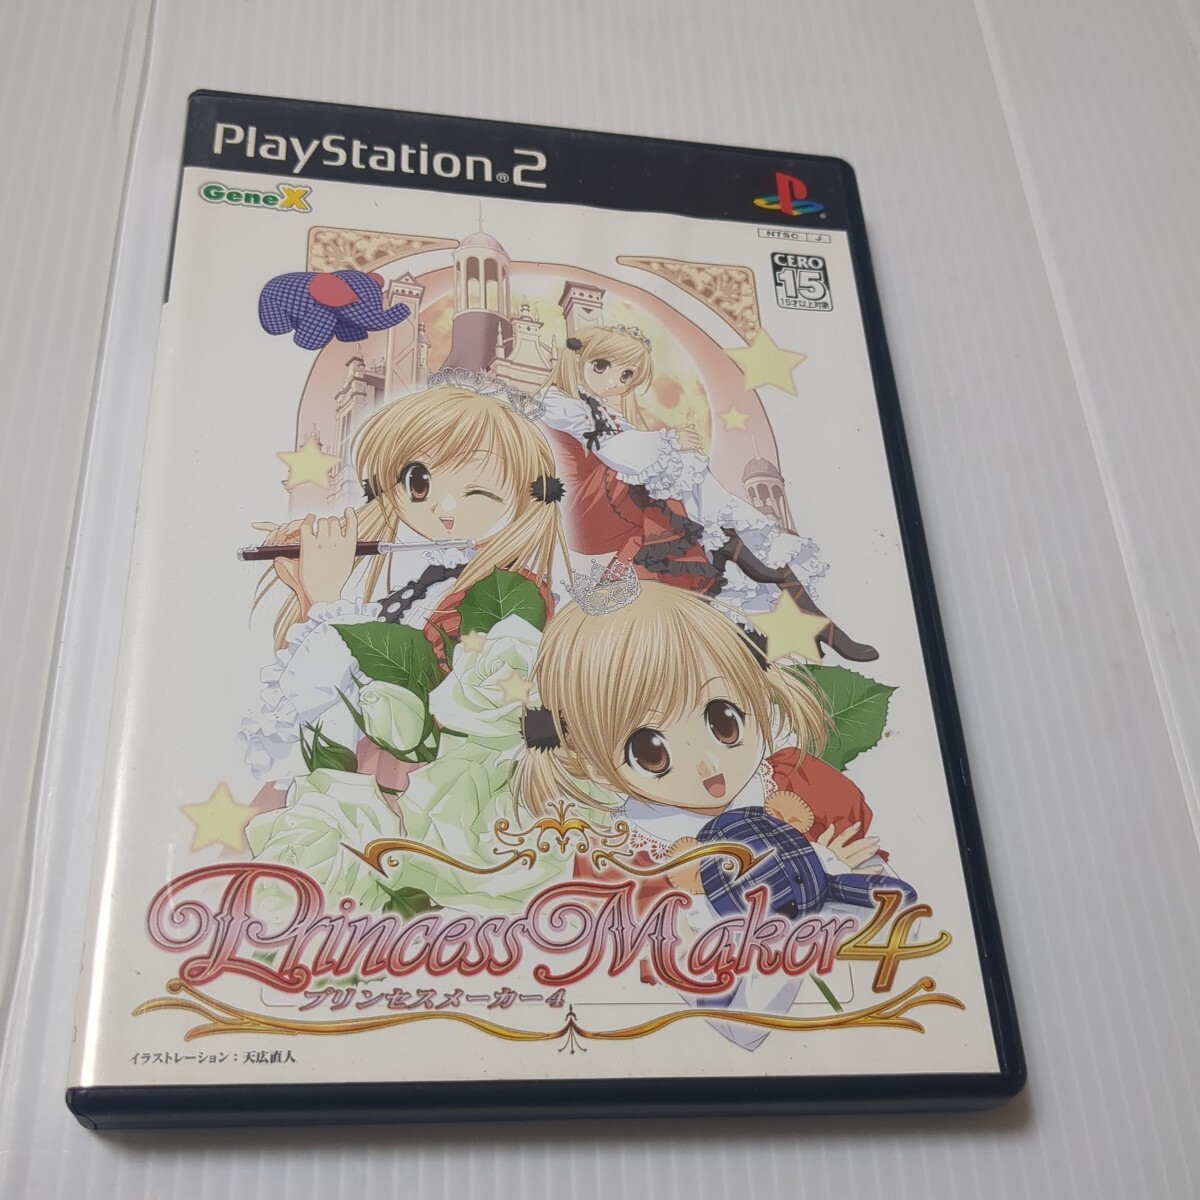 PlayStation®2
GeneX
NTSC J
CERO
15
15才以上対象
Princess Maker 4
プリンセスメーカー4
イラストレーション：天広直人